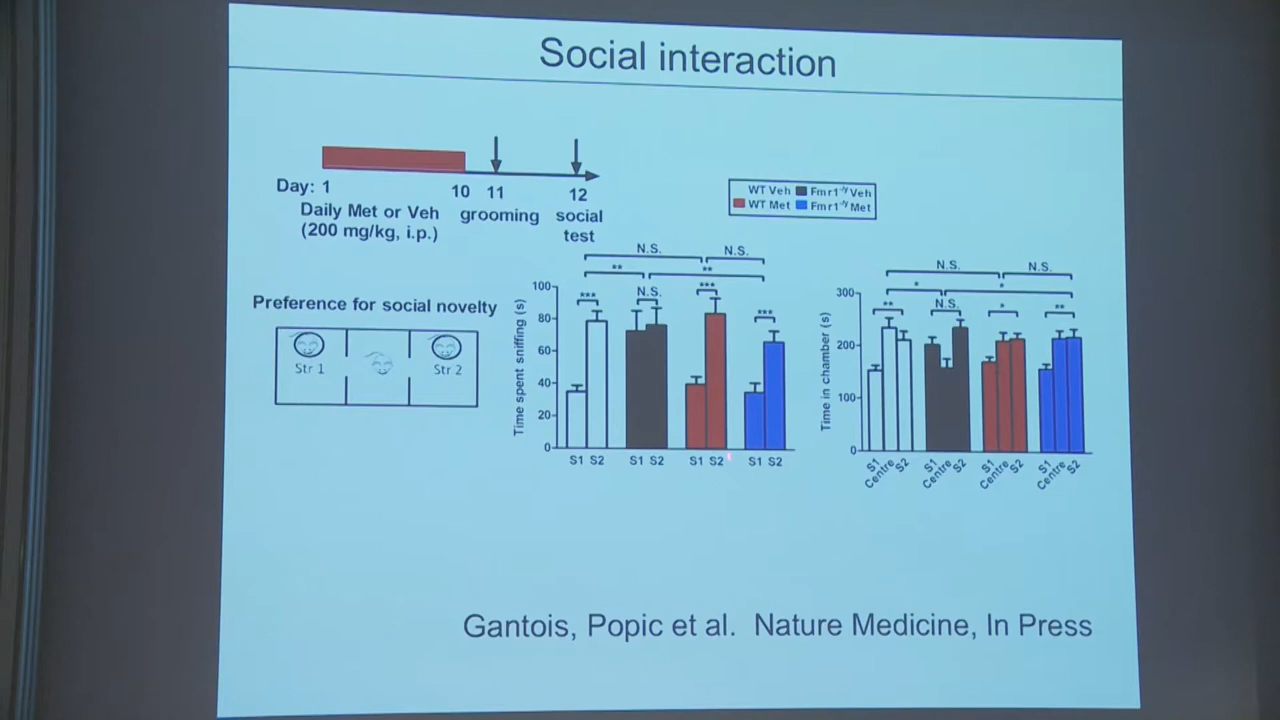 Social interaction
Day: 1 10 11 12
Daily Met or Veh grooming social
(200 mg/kg, i.p.) test
WT Veh Fmr1-/y Veh
WT Met Fmr1-/y Met
Preference for social novelty
Str 1 Str 2
Time spent sniffing (s)
100
80
60
40
20
0
N.S. N.S.
** **
*** N.S. *** ***
S1 S2 S1 S2 S1 S2 S1 S2
Time in chamber (s)
300
200
100
0
N.S. N.S.
* *
** N.S. * **
S1 Centre S2 S1 Centre S2 S1 Centre S2 S1 Centre S2
Gantois, Popic et al. Nature Medicine, In Press